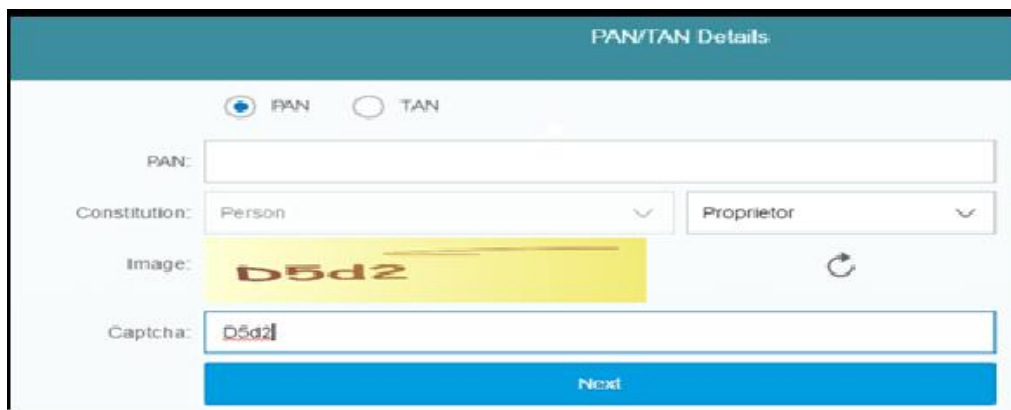 PAN/TAN Details
PAN TAN
PAN:
Constitution: Person Proprietor
Image: D5d2
Captcha: D5d2
Next